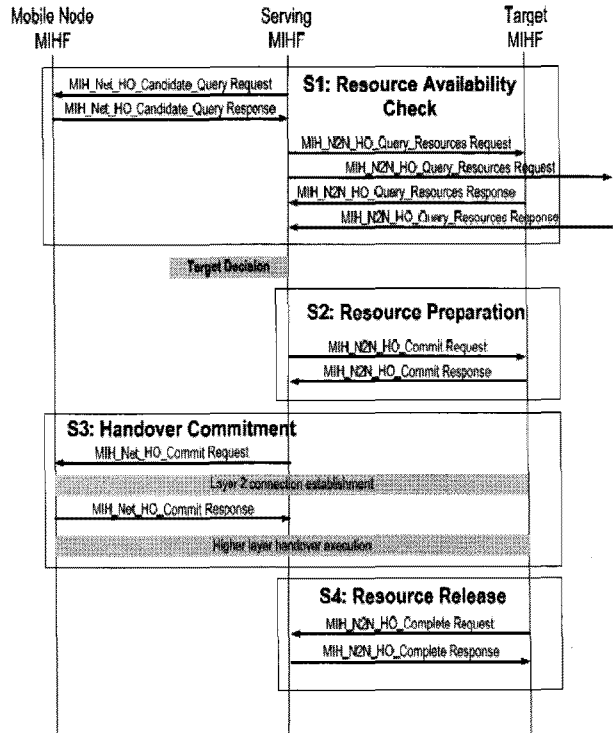 Mobile Node
MIHF
Serving
MIHF
Target
MIHF
S1: Resource Availability
Check
MIH_Net_HO_Candidate_Query Request
MIH_Net_HO_Candidate_Query Response
MIH_N2N_HO_Query_Resources Request
MIH_N2N_HO_Query_Resources Request
MIH_N2N_HO_Query_Resources Response
MIH_N2N_HO_Query_Resources Response
Target Decision
S2: Resource Preparation
MIH_N2N_HO_Commit Request
MIH_N2N_HO_Commit Response
S3: Handover Commitment
MIH_Net_HO_Commit Request
Layer 2 connection establishment
MIH_Net_HO_Commit Response
Higher layer handover execution
S4: Resource Release
MIH_N2N_HO_Complete Request
MIH_N2N_HO_Complete Response